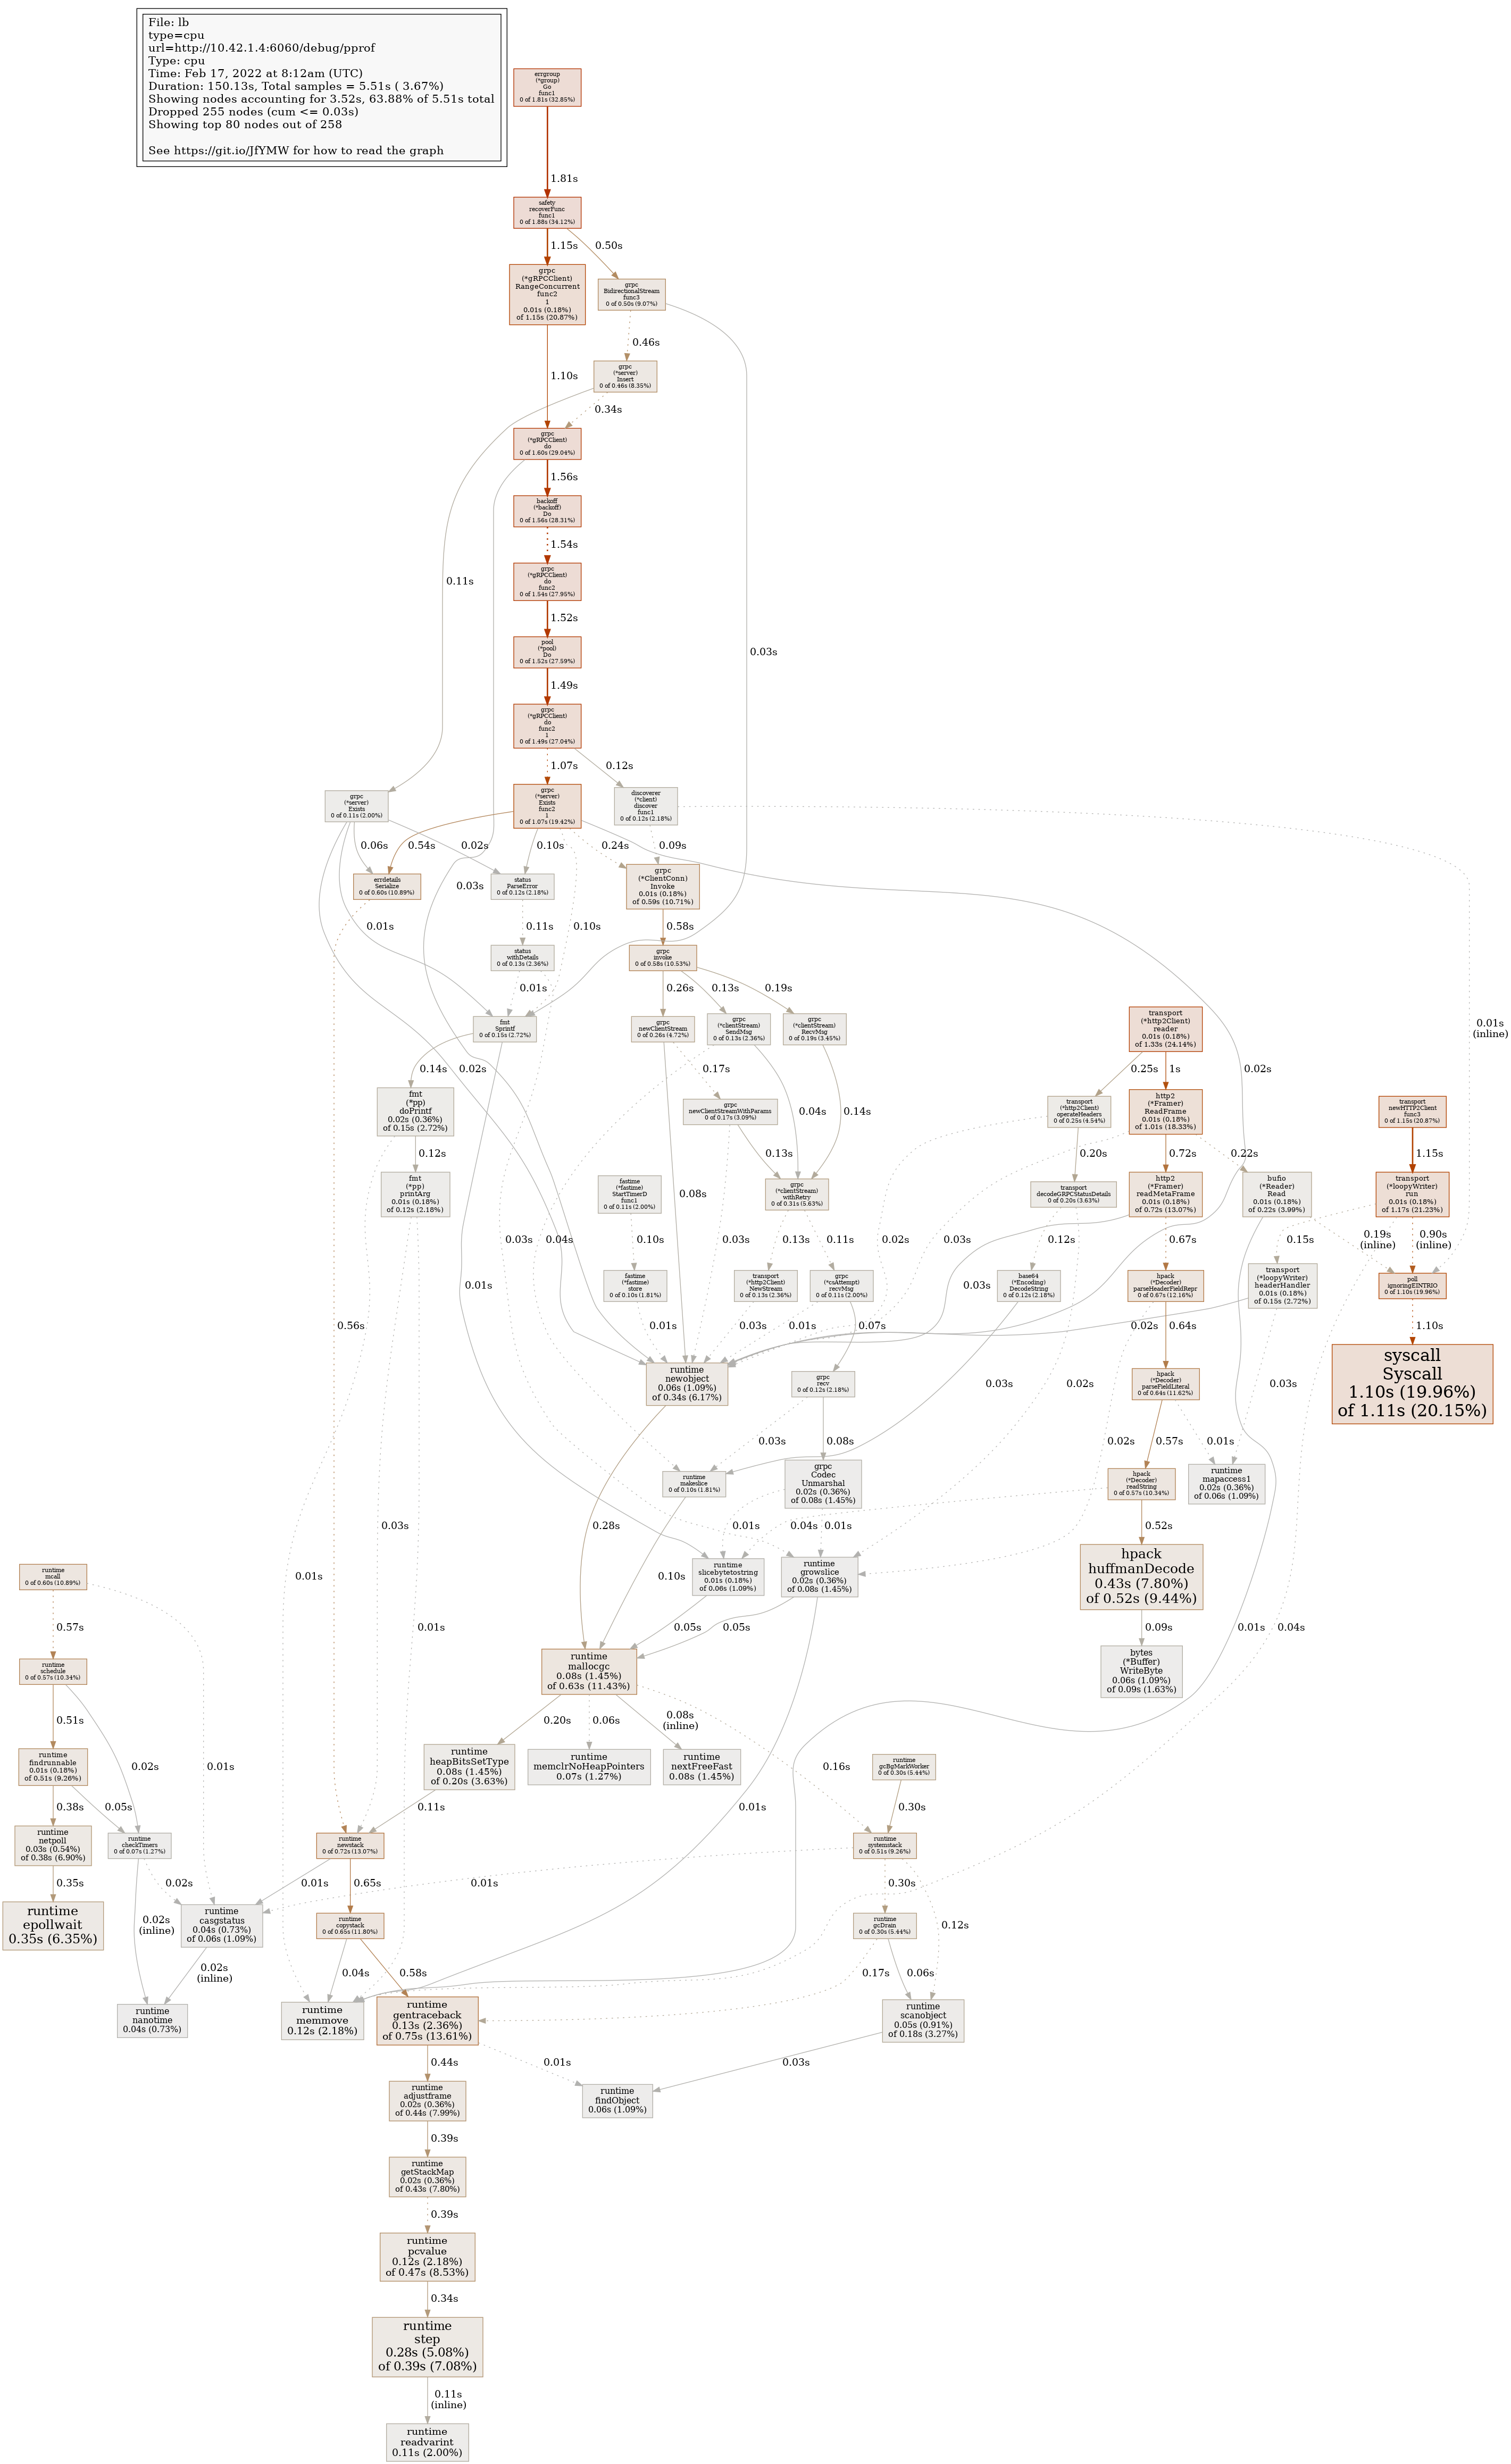 File: lb
type=cpu
url=http://10.42.1.4:6060/debug/pprof
Type: cpu
Time: Feb 17, 2022 at 8:12am (UTC)
Duration: 150.13s, Total samples = 5.51s ( 3.67%)
Showing nodes accounting for 3.52s, 63.88% of 5.51s total
Dropped 255 nodes (cum <= 0.03s)
Showing top 80 nodes out of 258
See https://git.io/JfYMW for how to read the graph
errgroup
(*group)
Go
func1
0 of 1.81s (32.85%)
1.81s
safety
recoverFunc
func1
0 of 1.88s (34.12%)
1.15s
0.50s
grpc
(*gRPCClient)
RangeConcurrent
func2
1
0.01s (0.18%)
of 1.15s (20.87%)
grpc
BidirectionalStream
func3
0 of 0.50s (9.07%)
0.46s
grpc
(*server)
Insert
0 of 0.46s (8.35%)
1.10s
0.34s
grpc
(*gRPCClient)
do
0 of 1.60s (29.04%)
1.56s
backoff
(*backoff)
Do
0 of 1.56s (28.31%)
1.54s
0.11s
grpc
(*gRPCClient)
do
func2
0 of 1.54s (27.95%)
1.52s
pool
(*pool)
Do
0 of 1.52s (27.59%)
0.03s
1.49s
grpc
(*gRPCClient)
do
func2
1
0 of 1.49s (27.04%)
1.07s
0.12s
grpc
(*server)
Exists
0 of 0.11s (2.00%)
grpc
(*server)
Exists
func2
1
0 of 1.07s (19.42%)
discoverer
(*client)
discover
func1
0 of 0.12s (2.18%)
0.06s
0.54s
0.02s
0.10s
0.24s
0.09s
errdetails
Serialize
0 of 0.60s (10.89%)
0.03s
status
ParseError
0 of 0.12s (2.18%)
grpc
(*ClientConn)
Invoke
0.01s (0.18%)
of 0.59s (10.71%)
0.01s
0.11s
0.10s
0.58s
status
withDetails
0 of 0.13s (2.36%)
grpc
invoke
0 of 0.58s (10.53%)
0.01s
0.26s
0.13s
0.19s
fmt
Sprintf
0 of 0.15s (2.72%)
grpc
newClientStream
0 of 0.26s (4.72%)
grpc
(*clientStream)
SendMsg
0 of 0.13s (2.36%)
grpc
(*clientStream)
RecvMsg
0 of 0.19s (3.45%)
transport
(*http2Client)
reader
0.01s (0.18%)
of 1.33s (24.14%)
0.01s
(inline)
0.14s
0.02s
0.17s
0.25s
1s
0.02s
fmt
(*pp)
doPrintf
0.02s (0.36%)
of 0.15s (2.72%)
grpc
newClientStreamWithParams
0 of 0.17s (3.09%)
0.04s
0.14s
transport
(*http2Client)
operateHeaders
0 of 0.25s (4.54%)
http2
(*Framer)
ReadFrame
0.01s (0.18%)
of 1.01s (18.33%)
transport
newHTTP2Client
func3
0 of 1.15s (20.87%)
0.12s
0.13s
0.20s
0.72s
0.22s
1.15s
fmt
(*pp)
printArg
0.01s (0.18%)
of 0.12s (2.18%)
fastime
(*fastime)
StartTimerD
func1
0 of 0.11s (2.00%)
0.08s
grpc
(*clientStream)
withRetry
0 of 0.31s (5.63%)
transport
decodeGRPCStatusDetails
0 of 0.20s (3.63%)
http2
(*Framer)
readMetaFrame
0.01s (0.18%)
of 0.72s (13.07%)
bufio
(*Reader)
Read
0.01s (0.18%)
of 0.22s (3.99%)
transport
(*loopyWriter)
run
0.01s (0.18%)
of 1.17s (21.23%)
0.10s
0.03s
0.04s
0.03s
0.13s
0.11s
0.02s
0.03s
0.12s
0.67s
0.19s
(inline)
0.15s
0.90s
(inline)
fastime
(*fastime)
store
0 of 0.10s (1.81%)
transport
(*http2Client)
NewStream
0 of 0.13s (2.36%)
grpc
(*csAttempt)
recvMsg
0 of 0.11s (2.00%)
base64
(*Encoding)
DecodeString
0 of 0.12s (2.18%)
0.03s
hpack
(*Decoder)
parseHeaderFieldRepr
0 of 0.67s (12.16%)
transport
(*loopyWriter)
headerHandler
0.01s (0.18%)
of 0.15s (2.72%)
poll
ignoringEINTRIO
0 of 1.10s (19.96%)
0.56s
0.01s
0.01s
0.03s
0.01s
0.07s
0.02s
0.64s
1.10s
runtime
newobject
0.06s (1.09%)
of 0.34s (6.17%)
grpc
recv
0 of 0.12s (2.18%)
0.03s
0.02s
hpack
(*Decoder)
parseFieldLiteral
0 of 0.64s (11.62%)
0.03s
syscall
Syscall
1.10s (19.96%)
of 1.11s (20.15%)
0.03s
0.08s
0.02s
0.57s
0.01s
runtime
makeslice
0 of 0.10s (1.81%)
grpc
Codec
Unmarshal
0.02s (0.36%)
of 0.08s (1.45%)
hpack
(*Decoder)
readString
0 of 0.57s (10.34%)
runtime
mapaccess1
0.02s (0.36%)
of 0.06s (1.09%)
0.03s
0.28s
0.01s
0.04s
0.01s
0.52s
runtime
mcall
0 of 0.60s (10.89%)
0.01s
0.10s
runtime
slicebytetostring
0.01s (0.18%)
of 0.06s (1.09%)
runtime
growslice
0.02s (0.36%)
of 0.08s (1.45%)
hpack
huffmanDecode
0.43s (7.80%)
of 0.52s (9.44%)
0.57s
0.01s
0.05s
0.05s
0.09s
0.01s
0.04s
runtime
schedule
0 of 0.57s (10.34%)
runtime
mallocgc
0.08s (1.45%)
of 0.63s (11.43%)
bytes
(*Buffer)
WriteByte
0.06s (1.09%)
of 0.09s (1.63%)
0.51s
0.20s
0.06s
0.08s
(inline)
runtime
findrunnable
0.01s (0.18%)
of 0.51s (9.26%)
0.02s
0.01s
runtime
heapBitsSetType
0.08s (1.45%)
of 0.20s (3.63%)
runtime
memclrNoHeapPointers
0.07s (1.27%)
runtime
nextFreeFast
0.08s (1.45%)
0.16s
runtime
gcBgMarkWorker
0 of 0.30s (5.44%)
0.38s
0.05s
0.11s
0.01s
0.30s
runtime
netpoll
0.03s (0.54%)
of 0.38s (6.90%)
runtime
checkTimers
0 of 0.07s (1.27%)
runtime
newstack
0 of 0.72s (13.07%)
runtime
systemstack
0 of 0.51s (9.26%)
0.35s
0.02s
0.01s
0.65s
0.01s
0.30s
runtime
epollwait
0.35s (6.35%)
0.02s
(inline)
runtime
casgstatus
0.04s (0.73%)
of 0.06s (1.09%)
runtime
copystack
0 of 0.65s (11.80%)
runtime
gcDrain
0 of 0.30s (5.44%)
0.12s
0.02s
(inline)
0.04s
0.58s
0.17s
0.06s
runtime
nanotime
0.04s (0.73%)
runtime
memmove
0.12s (2.18%)
runtime
gentraceback
0.13s (2.36%)
of 0.75s (13.61%)
runtime
scanobject
0.05s (0.91%)
of 0.18s (3.27%)
0.44s
0.01s
0.03s
runtime
adjustframe
0.02s (0.36%)
of 0.44s (7.99%)
runtime
findObject
0.06s (1.09%)
0.39s
runtime
getStackMap
0.02s (0.36%)
of 0.43s (7.80%)
0.39s
runtime
pcvalue
0.12s (2.18%)
of 0.47s (8.53%)
0.34s
runtime
step
0.28s (5.08%)
of 0.39s (7.08%)
0.11s
(inline)
runtime
readvarint
0.11s (2.00%)